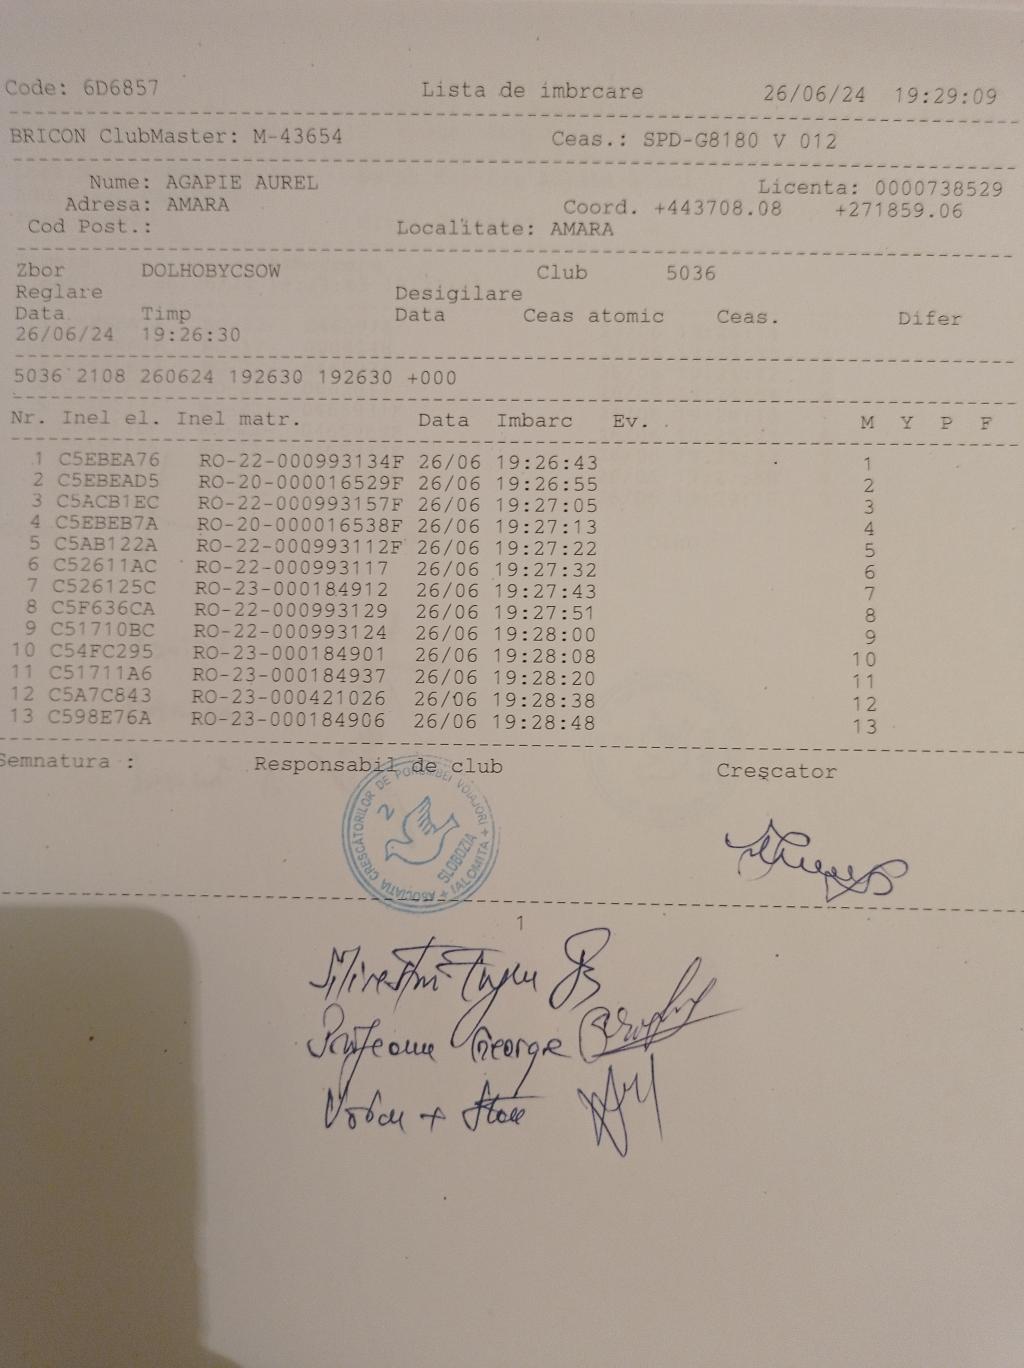 Code: 6D6857 Lista de imbrcare 26/06/24 19:29:09
BRICON ClubMaster: M-43654 Ceas.: SPD-G8180 V 012
Nume: AGAPIE AUREL Licenta: 0000738529
Adresa: AMARA Coord. +443708.08 +271859.06
Cod Post.: Localitate: AMARA
Zbor DOLHOBYCSOW Club 5036
Reglare Desigilare
Data Timp Data Ceas atomic Ceas. Difer
26/06/24 19:26:30
5036 2108 260624 192630 192630 +000
Nr. Inel el. Inel matr. Data Imbarc Ev. M Y P F
1 C5EBEA76 RO-22-000993134F 26/06 19:26:43 1
2 C5EBEAD5 RO-20-000016529F 26/06 19:26:55 2
3 C5ACB1EC RO-22-000993157F 26/06 19:27:05 3
4 C5EBEB7A RO-20-000016538F 26/06 19:27:13 4
5 C5AB122A RO-22-000993112F 26/06 19:27:22 5
6 C52611AC RO-22-000993117 26/06 19:27:32 6
7 C526125C RO-23-000184912 26/06 19:27:43 7
8 C5F636CA RO-22-000993129 26/06 19:27:51 8
9 C51710BC RO-22-000993124 26/06 19:28:00 9
10 C54FC295 RO-23-000184901 26/06 19:28:08 10
11 C51711A6 RO-23-000184937 26/06 19:28:20 11
12 C5A7C843 RO-23-000421026 26/06 19:28:38 12
13 C598E76A RO-23-000184906 26/06 19:28:48 13
Semnatura : Responsabil de club Crescator
ASOCIATIA CRESCĂTORILOR DE PORUMBEI VOIAJORI
2
SLOBOZIA
IALOMITA
1
George